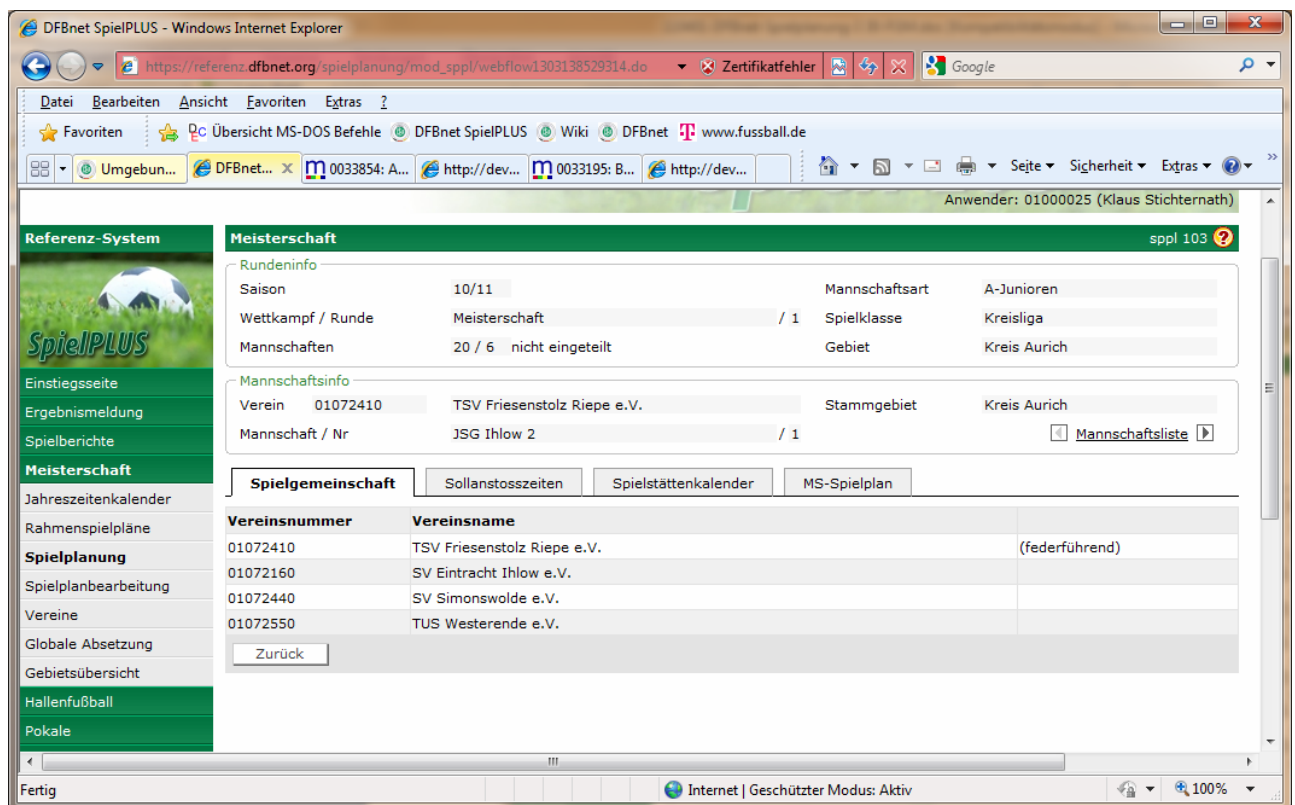 DFBnet SpielPLUS - Windows Internet Explorer
https://referenz.dfbnet.org/spielplanung/mod_sppl/webflow1303138529314.do Zertifikatfehler Google
Datei Bearbeiten Ansicht Favoriten Extras ?
Favoriten Übersicht MS-DOS Befehle DFBnet SpielPLUS Wiki DFBnet www.fussball.de
Umgebun... DFBnet... X 0033854: A... http://dev... 0033195: B... http://dev... Seite Sicherheit Extras
Anwender: 01000025 (Klaus Stichternath)
Referenz-System
SpielPLUS
Einstiegsseite
Ergebnismeldung
Spielberichte
Meisterschaft
Jahreszeitenkalender
Rahmenspielpläne
Spielplanung
Spielplanbearbeitung
Vereine
Globale Absetzung
Gebietsübersicht
Hallenfußball
Pokale
Meisterschaft sppl 103 ?
Rundeninfo
Saison 10/11 Mannschaftsart A-Junioren
Wettkampf / Runde Meisterschaft / 1 Spielklasse Kreisliga
Mannschaften 20 / 6 nicht eingeteilt Gebiet Kreis Aurich
Mannschaftsinfo
Verein 01072410 TSV Friesenstolz Riepe e.V. Stammgebiet Kreis Aurich
Mannschaft / Nr JSG Ihlow 2 / 1 Mannschaftsliste
Spielgemeinschaft Sollanstosszeiten Spielstättenkalender MS-Spielplan
Vereinsnummer Vereinsname
01072410 TSV Friesenstolz Riepe e.V. (federführend)
01072160 SV Eintracht Ihlow e.V.
01072440 SV Simonswolde e.V.
01072550 TUS Westerende e.V.
Zurück
Fertig Internet | Geschützter Modus: Aktiv 100%